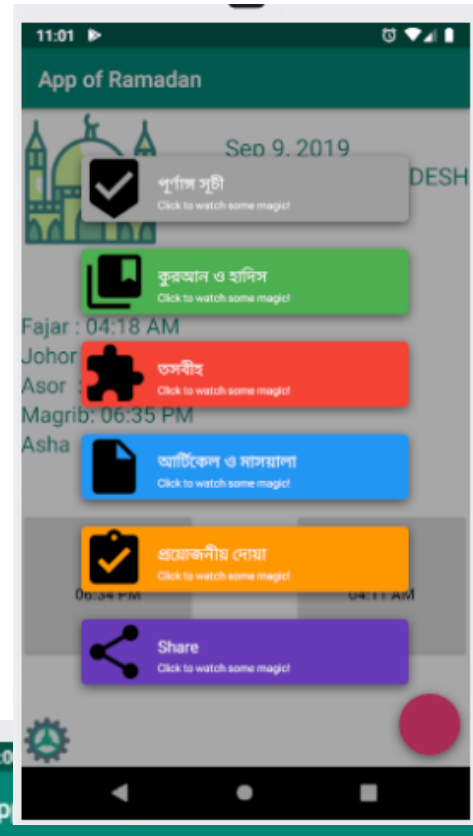 11:01
App of Ramadan
Sep 9, 2019
DESH
পূর্ণাঙ্গ সূচী
Click to watch some magic!
কুরআন ও হাদিস
Click to watch some magic!
Fajar : 04:18 AM
Johor
তসবীহ
Asor :
Click to watch some magic!
Magrib: 06:35 PM
Asha
আর্টিকেল ও মাসয়ালা
Click to watch some magic!
প্রয়োজনীয় দোয়া
Click to watch some magic!
06:34 PM
04:11 AM
Share
Click to watch some magic!